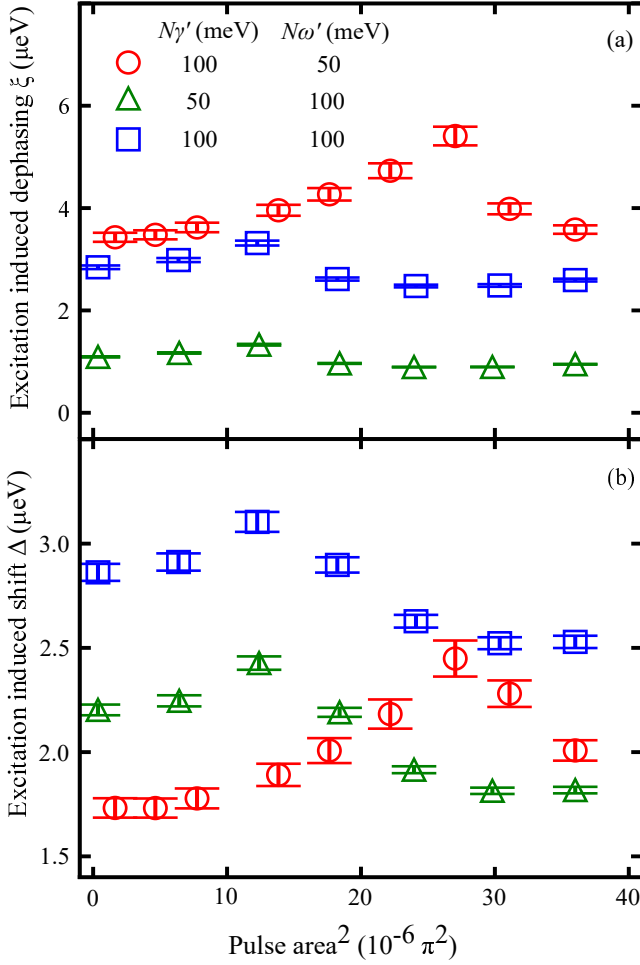 (a)
Nγ′ (meV) Nω′ (meV)
100 50
50 100
100 100
Excitation induced dephasing ξ (μeV)
6
4
2
0
(b)
Excitation induced shift Δ (μeV)
3.0
2.5
2.0
1.5
0 10 20 30 40
Pulse area² (10⁻⁶ π²)